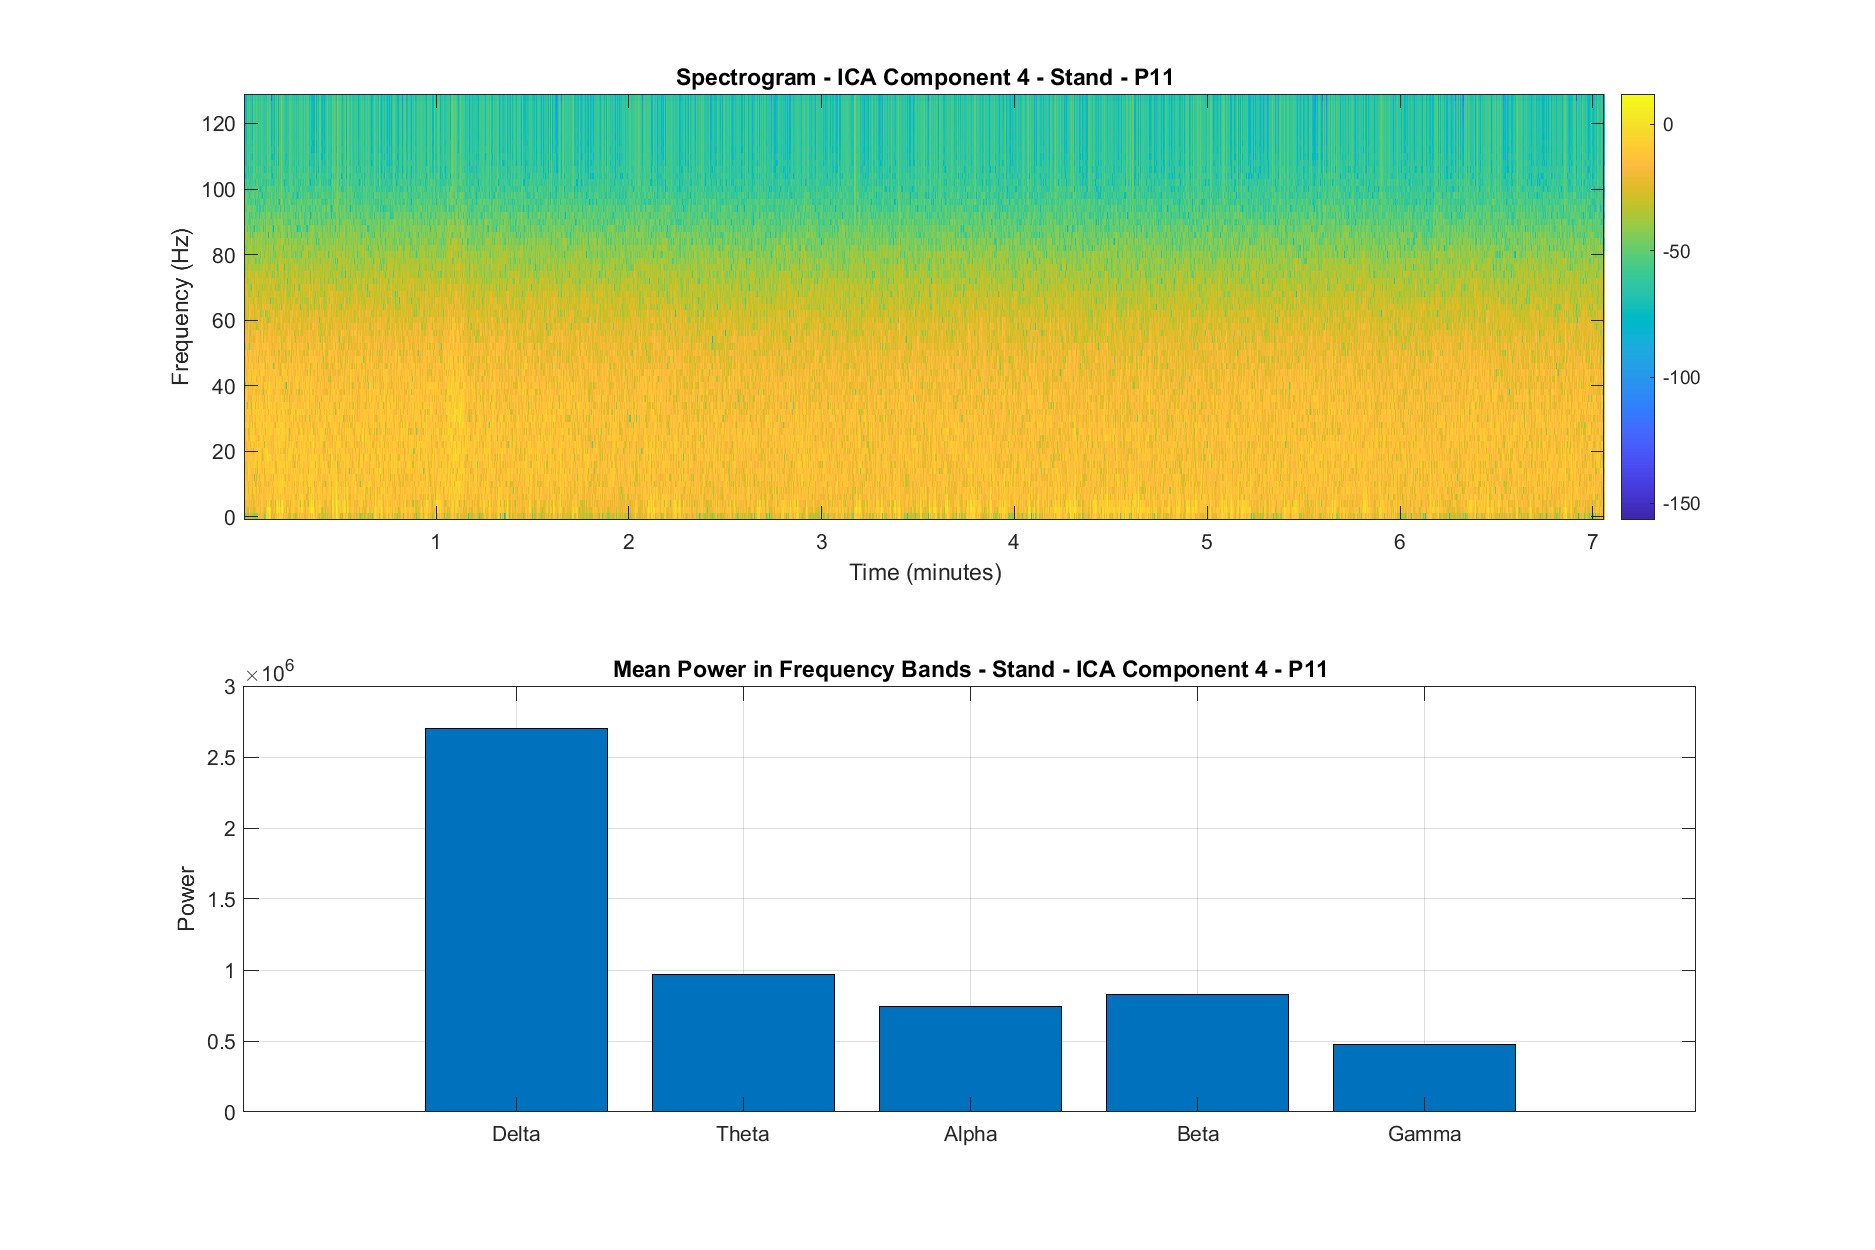 Spectrogram - ICA Component 4 - Stand - P11
Frequency (Hz)
120
100
80
60
40
20
0
1 2 3 4 5 6 7
Time (minutes)
0
-50
-100
-150
Mean Power in Frequency Bands - Stand - ICA Component 4 - P11
×10⁶
Power
3
2.5
2
1.5
1
0.5
0
Delta Theta Alpha Beta Gamma